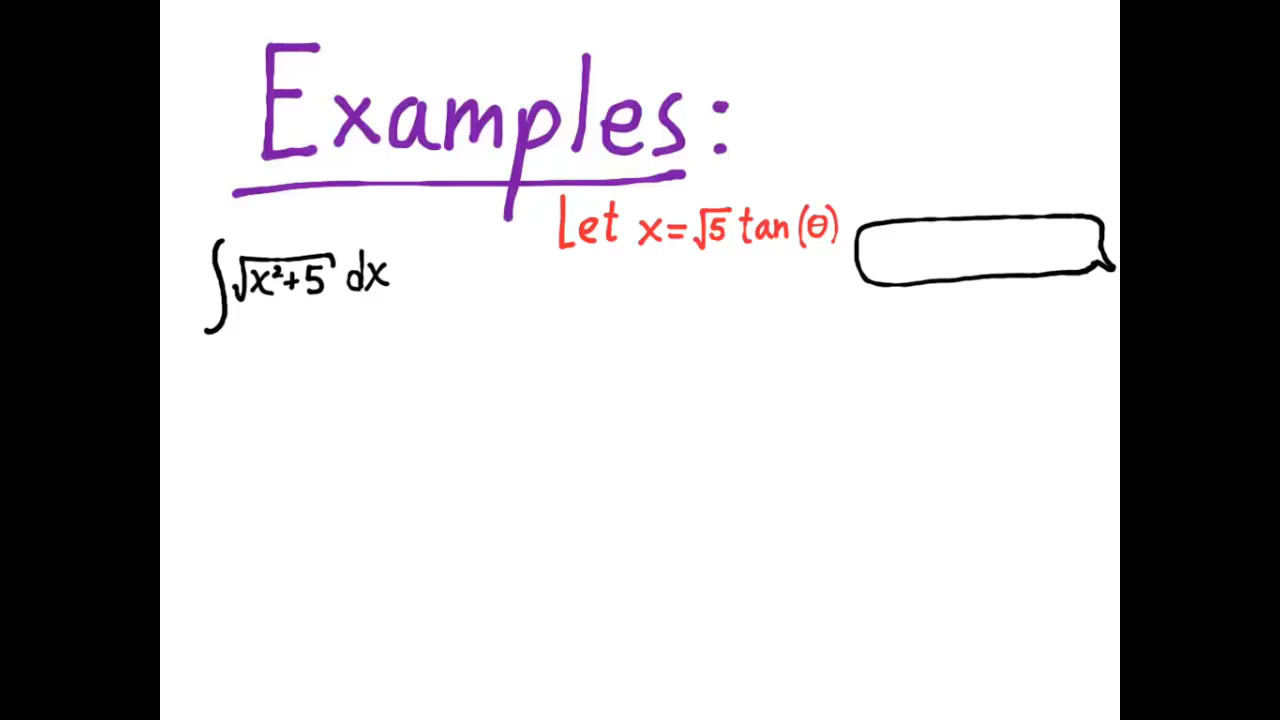 Examples:
Let x=√5 tan(θ)
∫√(x²+5) dx